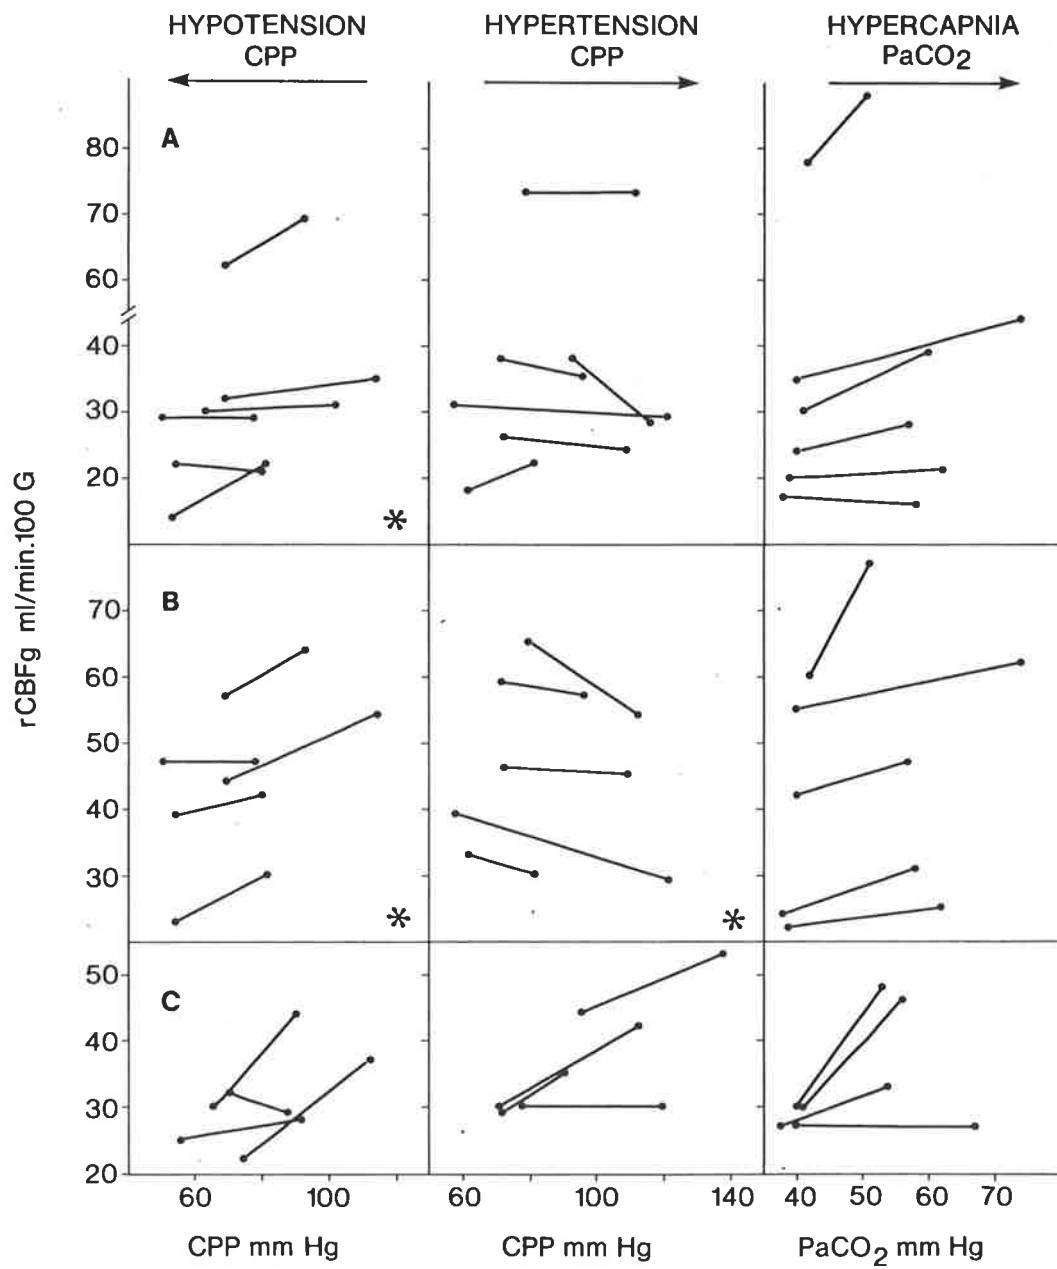 HYPOTENSION
CPP
HYPERTENSION
CPP
HYPERCAPNIA
PaCO2
rCBFg ml/min.100 G
A
80
70
60
40
30
20
*
B
70
60
50
40
30
*
*
C
50
40
30
20
60
100
60
100
140
40
50
60
70
CPP mm Hg
CPP mm Hg
PaCO2 mm Hg